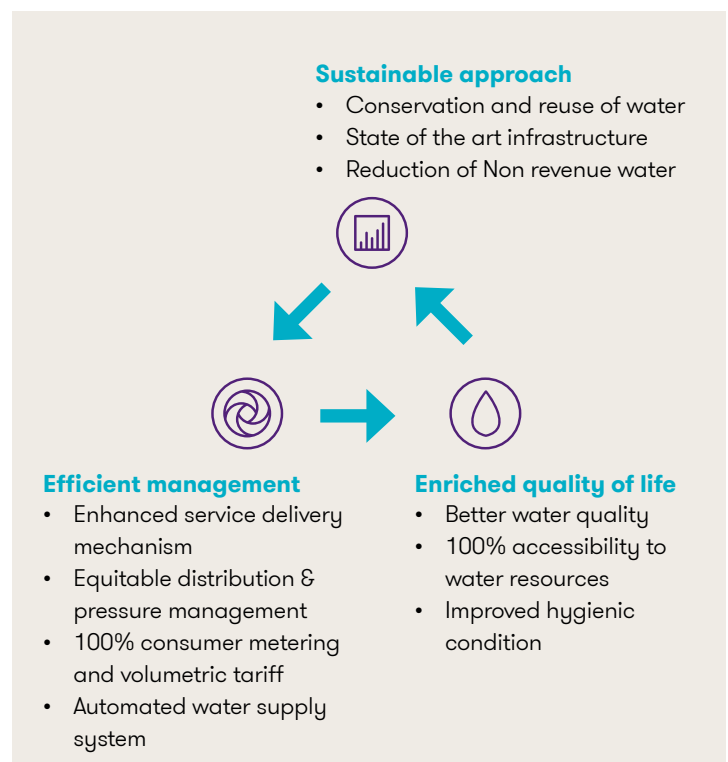 Sustainable approach
• Conservation and reuse of water
• State of the art infrastructure
• Reduction of Non revenue water
Efficient management
• Enhanced service delivery
mechanism
• Equitable distribution &
pressure management
• 100% consumer metering
and volumetric tariff
• Automated water supply
system
Enriched quality of life
• Better water quality
• 100% accessibility to
water resources
• Improved hygienic
condition